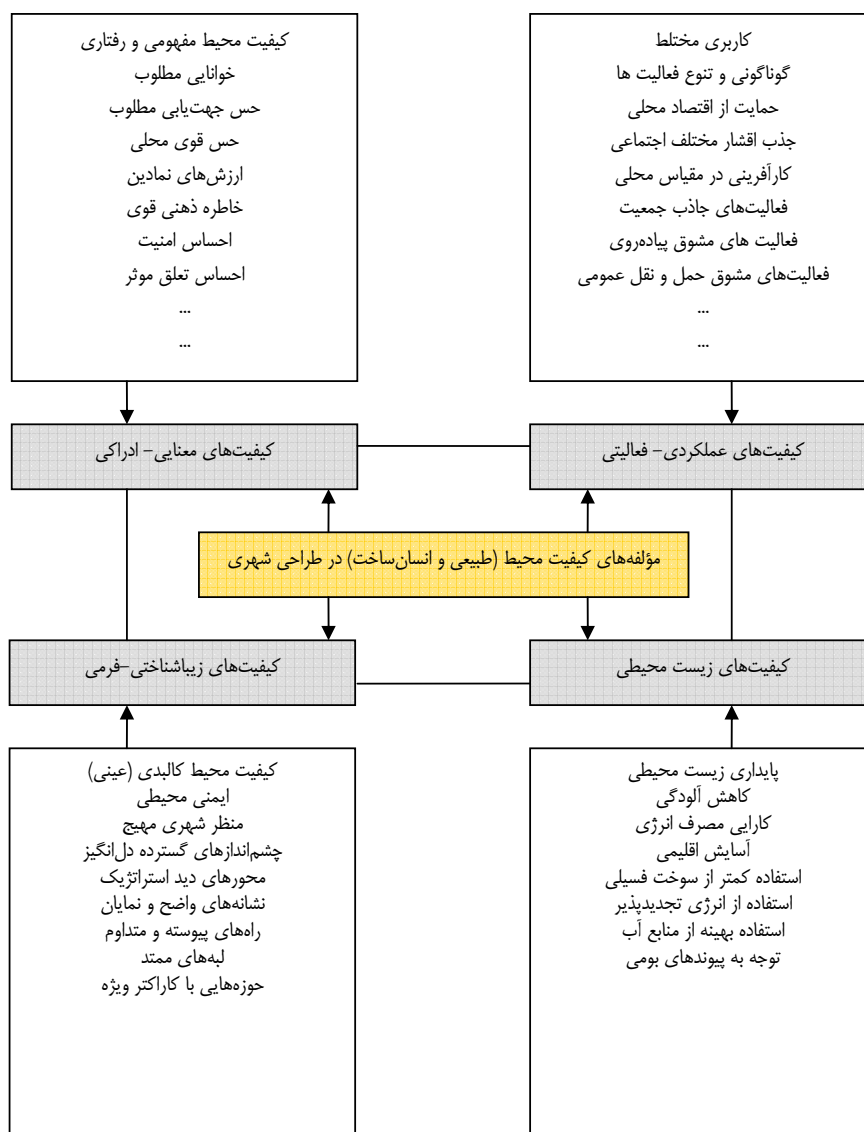 کاربری مختلط
گوناگونی و تنوع فعالیت ها
حمایت از اقتصاد محلی
جذب اقشار مختلف اجتماعی
کارآفرینی در مقیاس محلی
فعالیت‌های جاذب جمعیت
فعالیت های مشوق پیاده‌روی
فعالیت‌های مشوق حمل و نقل عمومی
...
...
کیفیت محیط مفهومی و رفتاری
خوانایی مطلوب
حس جهت‌یابی مطلوب
حس قوی محلی
ارزش‌های نمادین
خاطره ذهنی قوی
احساس امنیت
احساس تعلق موثر
...
...
کیفیت‌های عملکردی- فعالیتی
کیفیت‌های معنایی- ادراکی
مؤلفه‌های کیفیت محیط (طبیعی و انسان‌ساخت) در طراحی شهری
کیفیت‌های زیست محیطی
کیفیت‌های زیباشناختی-فرمی
پایداری زیست محیطی
کاهش آلودگی
کارایی مصرف انرژی
آسایش اقلیمی
استفاده کمتر از سوخت فسیلی
استفاده از انرژی تجدیدپذیر
استفاده بهینه از منابع آب
توجه به پیوندهای بومی
کیفیت محیط کالبدی (عینی)
ایمنی محیطی
منظر شهری مهیج
چشم‌اندازهای گسترده دل‌انگیز
محورهای دید استراتژیک
نشانه‌های واضح و نمایان
راه‌های پیوسته و متداوم
لبه‌های ممتد
حوزه‌هایی با کاراکتر ویژه